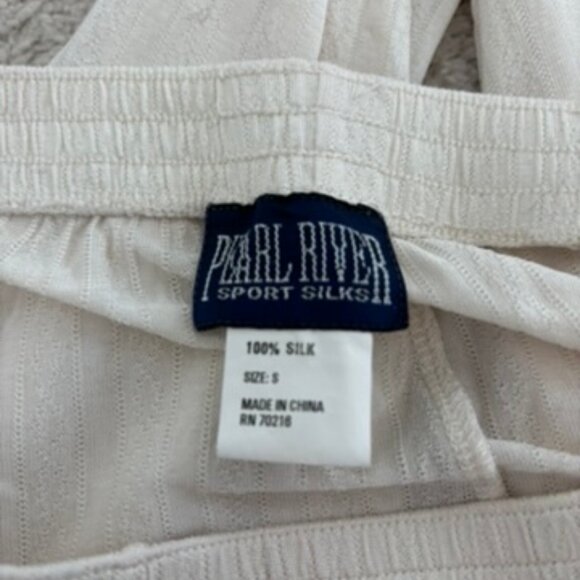 PEARL RIVER
SPORT SILKS
100% SILK
SIZE: S
MADE IN CHINA
RN 70216